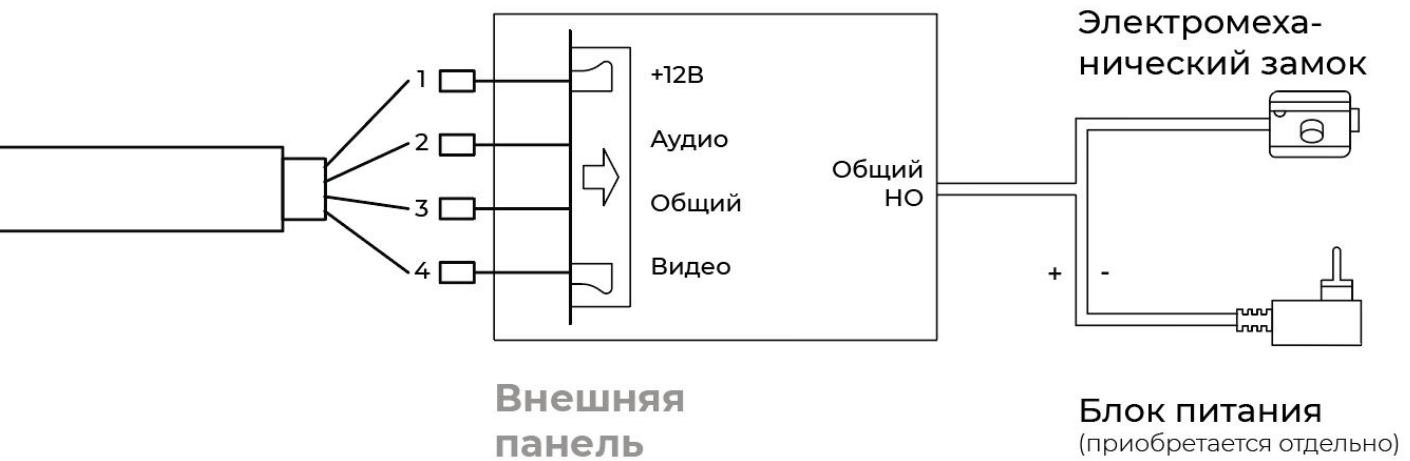 Электромеха-
нический замок
1
+12В
2
Аудио
3
Общий
4
Видео
Общий
НО
+ -
Внешняя
панель
Блок питания
(приобретается отдельно)